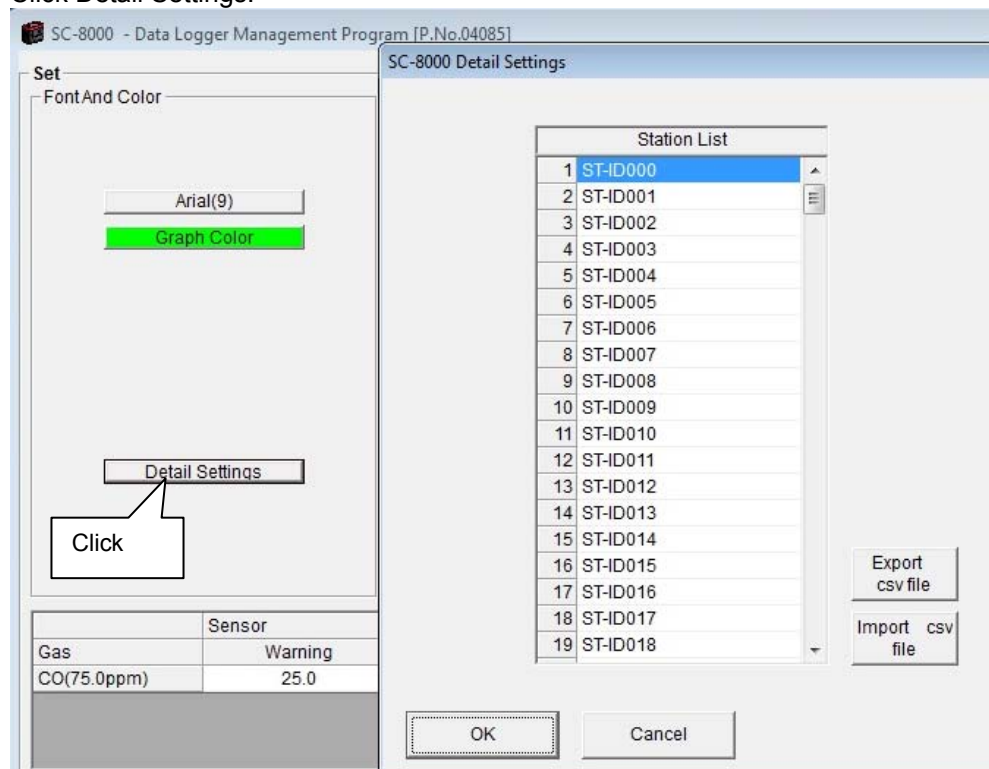 Click Detail Settings.
SC-8000 - Data Logger Management Program [P.No.04085]
SC-8000 Detail Settings
Set
Font And Color
Arial(9)
Graph Color
Detail Settings
Click
Station List
1 ST-ID000
2 ST-ID001
3 ST-ID002
4 ST-ID003
5 ST-ID004
6 ST-ID005
7 ST-ID006
8 ST-ID007
9 ST-ID008
10 ST-ID009
11 ST-ID010
12 ST-ID011
13 ST-ID012
14 ST-ID013
15 ST-ID014
16 ST-ID015
17 ST-ID016
18 ST-ID017
19 ST-ID018
Export
csv file
Import csv
file
Sensor
Gas Warning
CO(75.0ppm) 25.0
OK Cancel